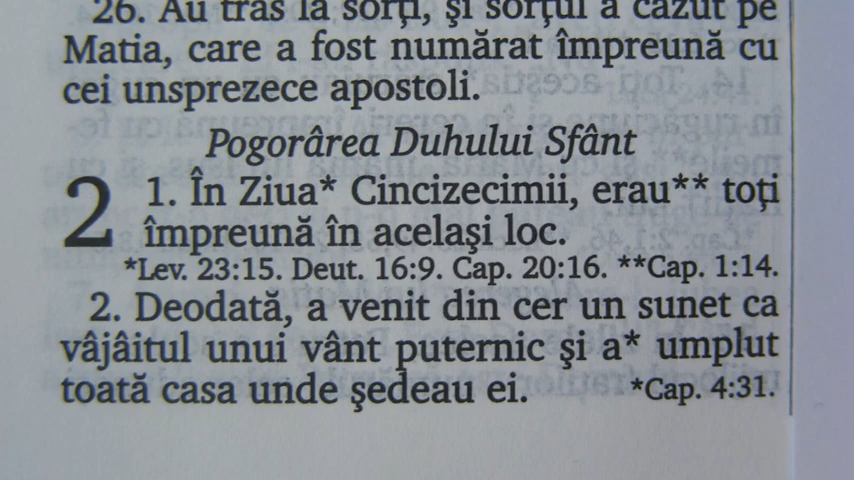 26. Au tras la sorţi, şi sorţul a căzut pe
Matia, care a fost numărat împreună cu
cei unsprezece apostoli.
Pogorârea Duhului Sfânt
2 1. În Ziua* Cincizecimii, erau** toţi
împreună în acelaşi loc.
*Lev. 23:15. Deut. 16:9. Cap. 20:16. **Cap. 1:14.
2. Deodată, a venit din cer un sunet ca
vâjâitul unui vânt puternic şi a* umplut
toată casa unde şedeau ei. *Cap. 4:31.